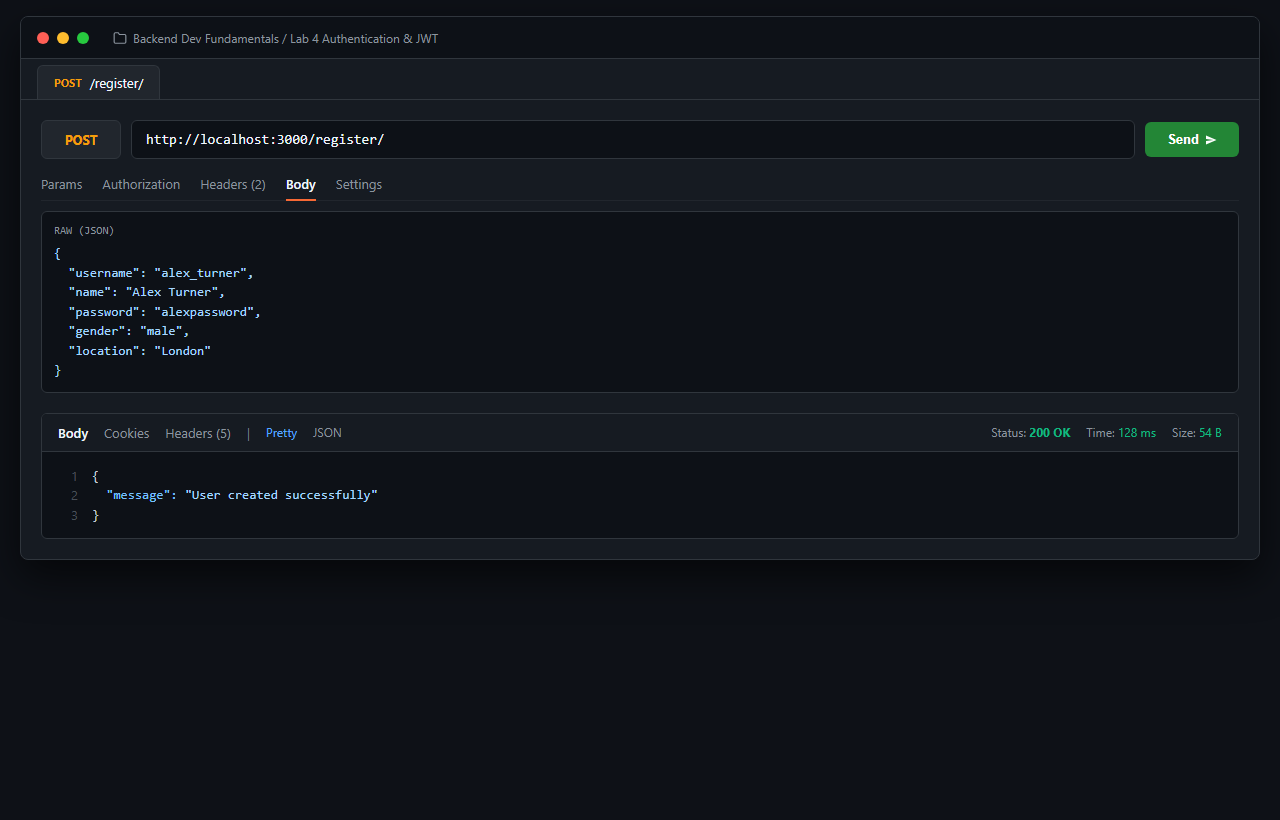 Backend Dev Fundamentals / Lab 4 Authentication & JWT
POST /register/
POST http://localhost:3000/register/ Send
Params Authorization Headers (2) Body Settings
RAW (JSON)
{
  "username": "alex_turner",
  "name": "Alex Turner",
  "password": "alexpassword",
  "gender": "male",
  "location": "London"
}
Body Cookies Headers (5) | Pretty JSON Status: 200 OK Time: 128 ms Size: 54 B
1 {
2   "message": "User created successfully"
3 }